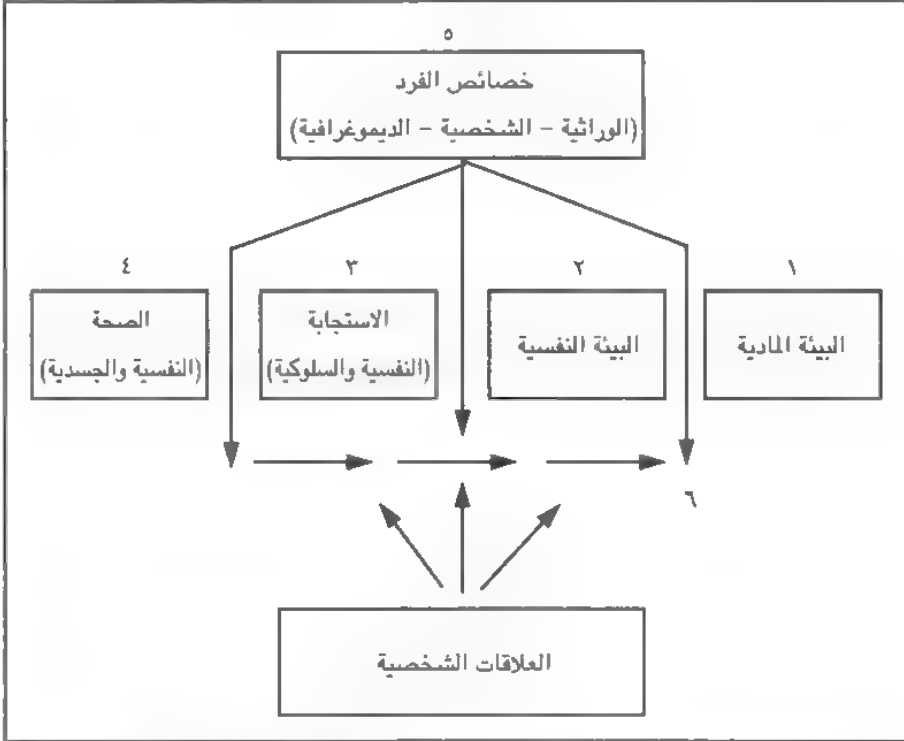 ٥
خصائص الفرد
(الوراثية – الشخصية – الديموغرافية)
١
البيئة المادية
٢
البيئة النفسية
٣
الاستجابة
(النفسية والسلوكية)
٤
الصحة
(النفسية والجسدية)
٦
العلاقات الشخصية